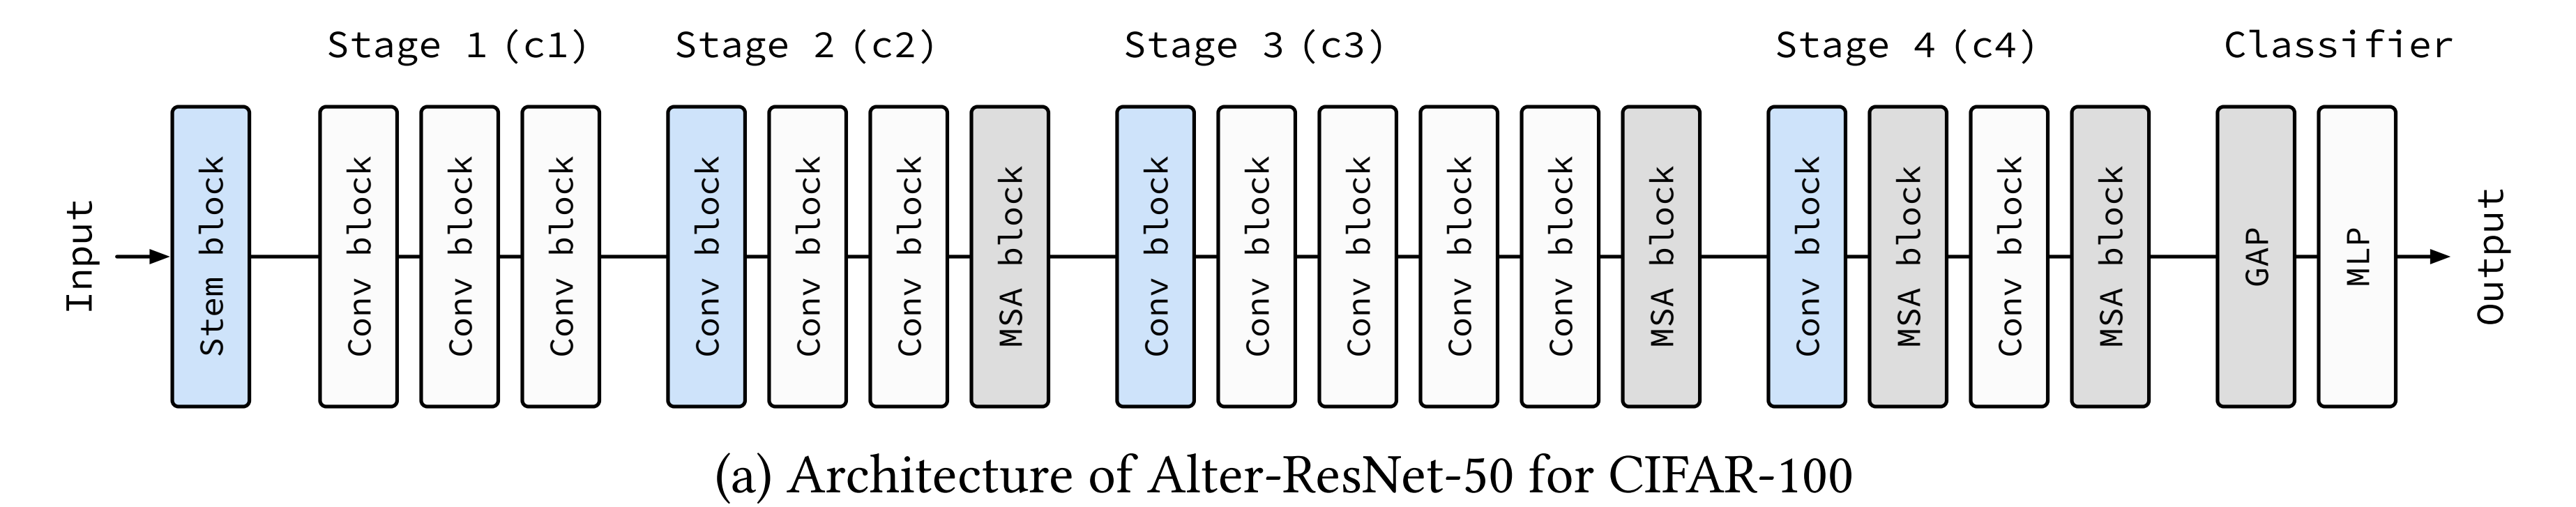 Stage 1 (c1)
Stage 2 (c2)
Stage 3 (c3)
Stage 4 (c4)
Classifier
Input
Stem block
Conv block
Conv block
Conv block
Conv block
Conv block
Conv block
MSA block
Conv block
Conv block
Conv block
Conv block
Conv block
MSA block
Conv block
MSA block
Conv block
MSA block
GAP
MLP
Output
(a) Architecture of Alter-ResNet-50 for CIFAR-100